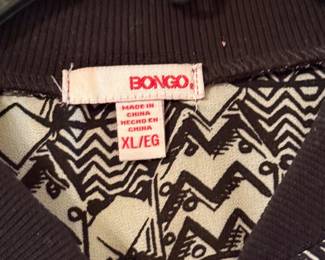 BONGO®
MADE IN
CHINA
HECHO EN
CHINA
XL/EG